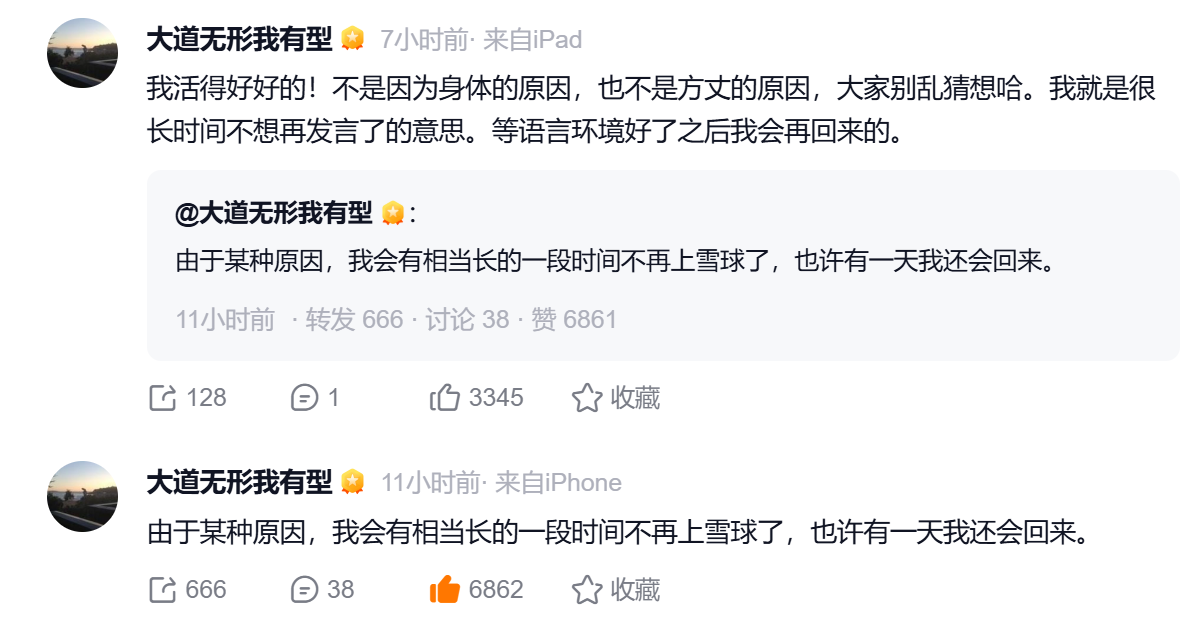 大道无形我有型 7小时前· 来自iPad
我活得好好的！不是因为身体的原因，也不是方丈的原因，大家别乱猜想哈。我就是很
长时间不想再发言了的意思。等语言环境好了之后我会再回来的。
@大道无形我有型：
由于某种原因，我会有相当长的一段时间不再上雪球了，也许有一天我还会回来。
11小时前 · 转发 666 · 讨论 38 · 赞 6861
128 1 3345 收藏
大道无形我有型 11小时前· 来自iPhone
由于某种原因，我会有相当长的一段时间不再上雪球了，也许有一天我还会回来。
666 38 6862 收藏